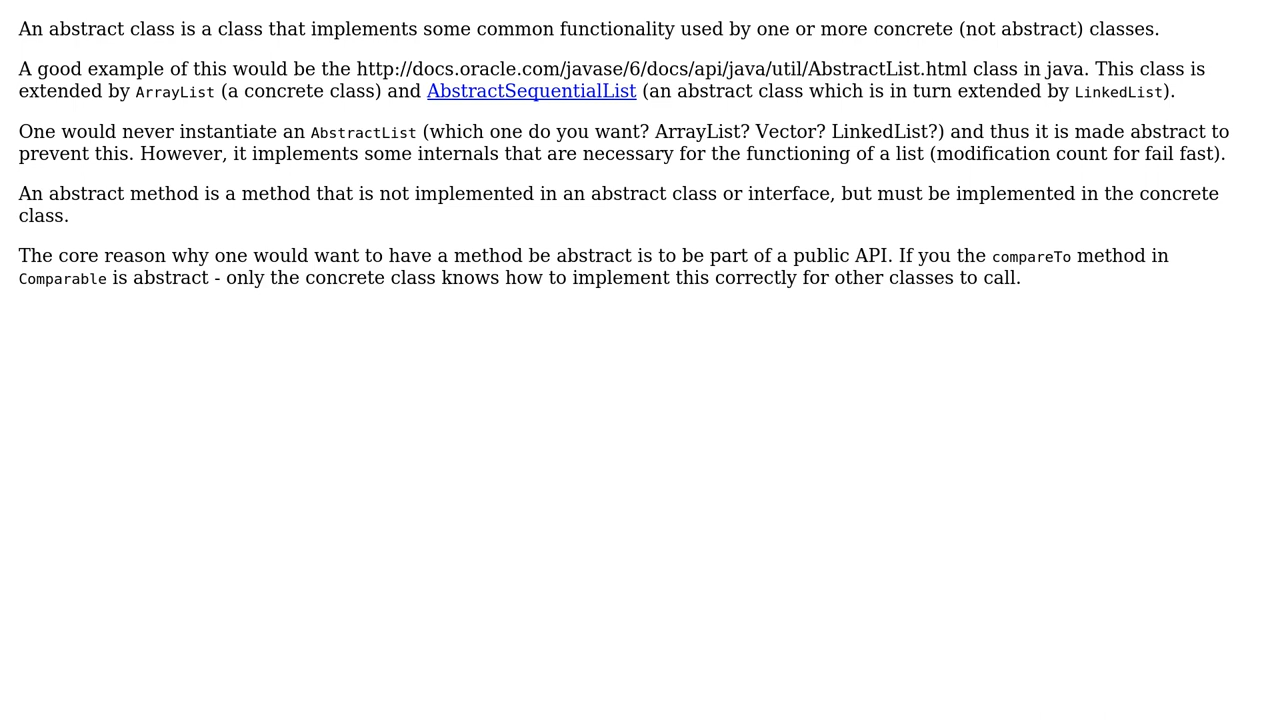 An abstract class is a class that implements some common functionality used by one or more concrete (not abstract) classes.
A good example of this would be the http://docs.oracle.com/javase/6/docs/api/java/util/AbstractList.html class in java. This class is
extended by ArrayList (a concrete class) and AbstractSequentialList (an abstract class which is in turn extended by LinkedList).
One would never instantiate an AbstractList (which one do you want? ArrayList? Vector? LinkedList?) and thus it is made abstract to
prevent this. However, it implements some internals that are necessary for the functioning of a list (modification count for fail fast).
An abstract method is a method that is not implemented in an abstract class or interface, but must be implemented in the concrete
class.
The core reason why one would want to have a method be abstract is to be part of a public API. If you the compareTo method in
Comparable is abstract - only the concrete class knows how to implement this correctly for other classes to call.